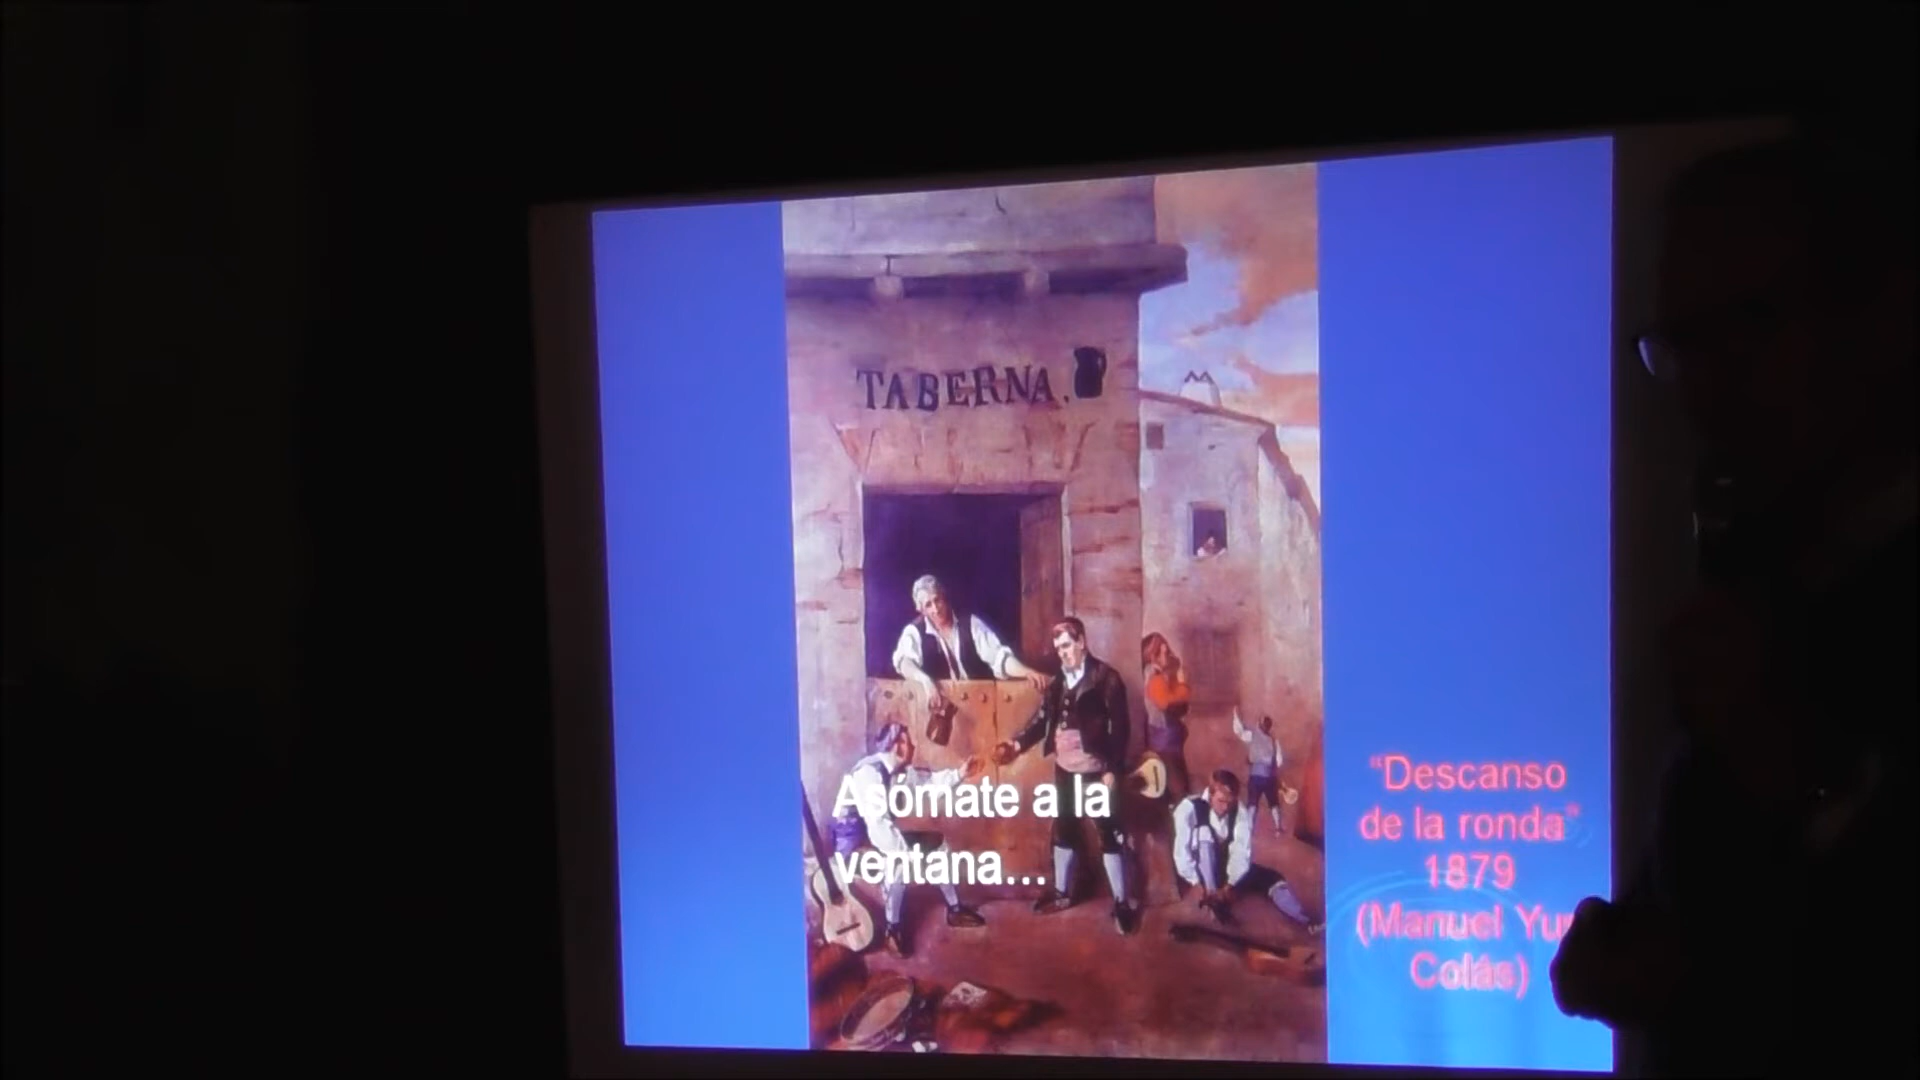 TABERNA.
Asómate a la
ventana...
"Descanso
de la ronda"
1879
(Manuel
Colás)